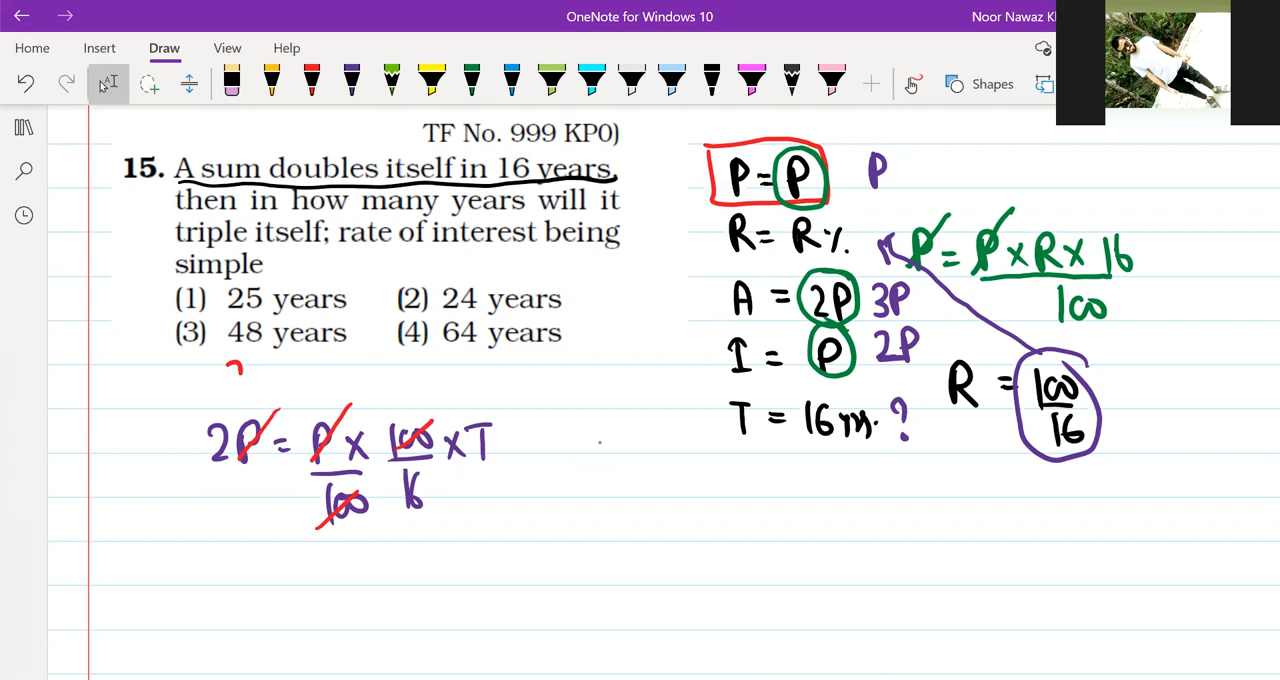 OneNote for Windows 10
Noor Nawaz Kh
Home Insert Draw View Help
Shapes
TF No. 999 KPO)
15. A sum doubles itself in 16 years,
then in how many years will it
triple itself; rate of interest being
simple
(1) 25 years (2) 24 years
(3) 48 years (4) 64 years
2P = P × 100 × T
100 16
P = P P
R = R%.
A = 2P 3P
I = P 2P
T = 16 yrs. ?
P = P × R × 16
100
R = 100
16